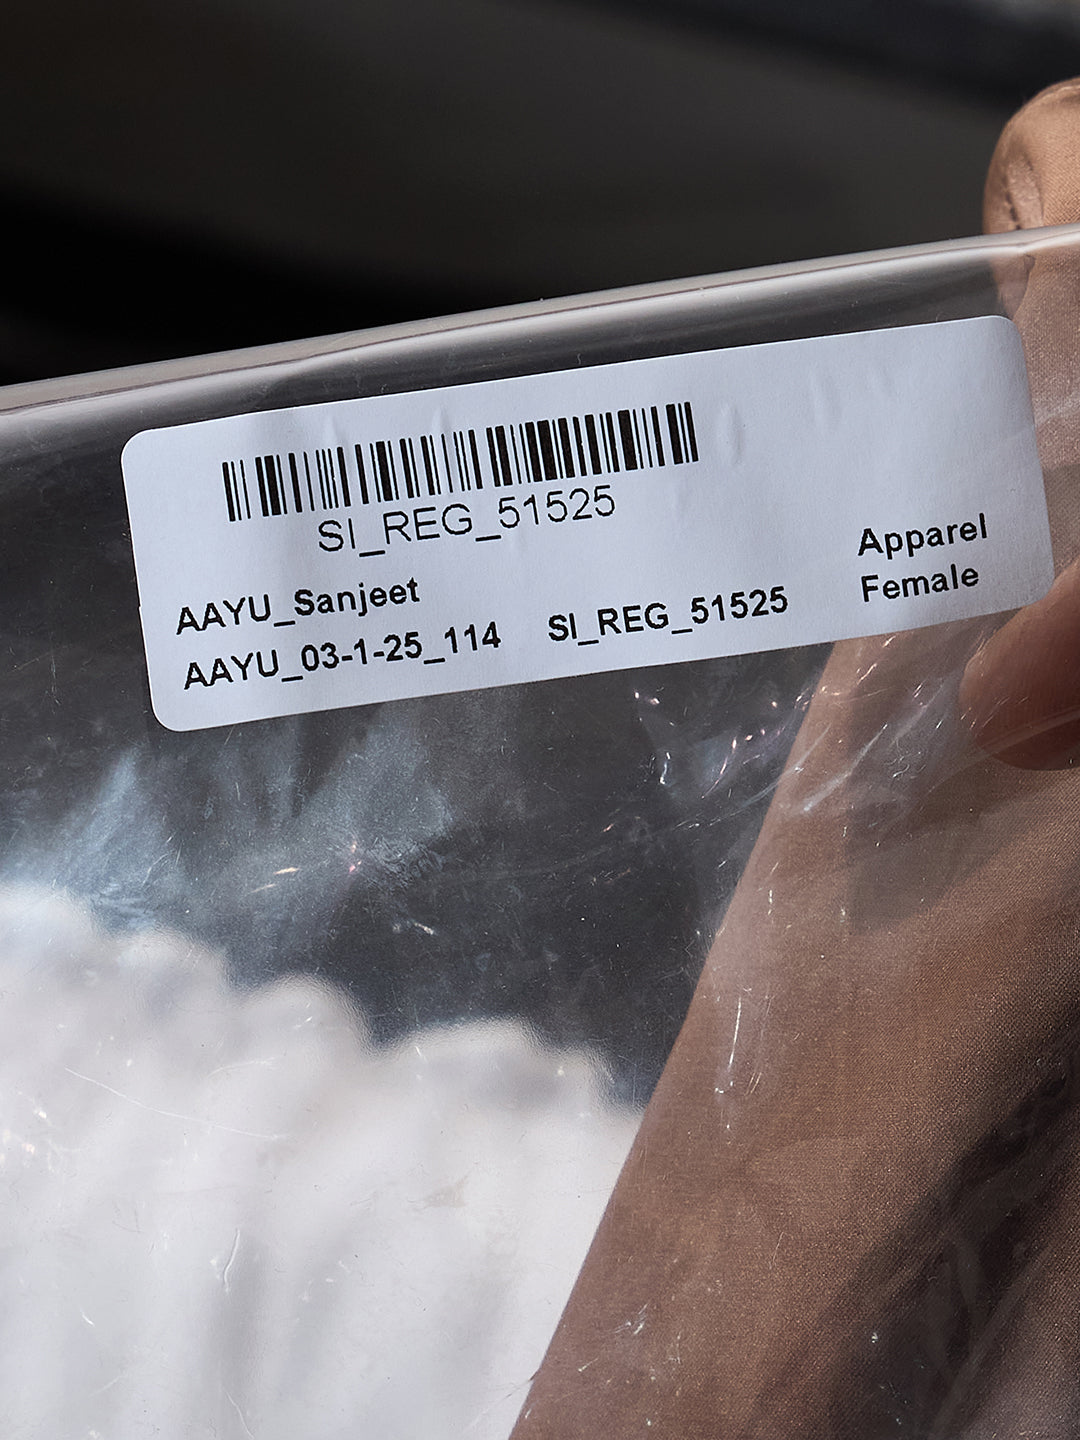 SI_REG_51525
AAYU_Sanjeet
Apparel
AAYU_03-1-25_114 SI_REG_51525 Female